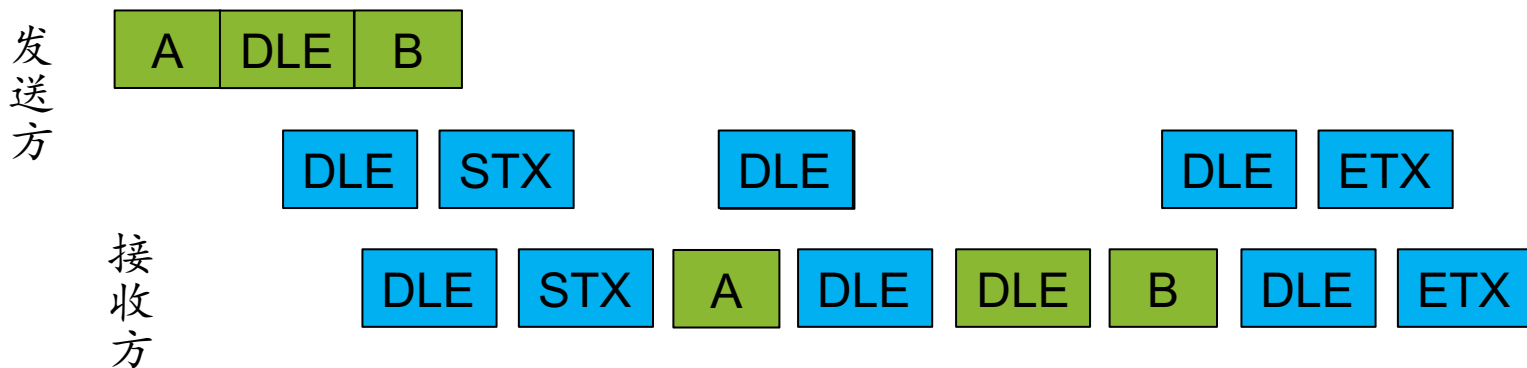 发送方
A DLE B
DLE STX DLE DLE ETX
接收方
DLE STX A DLE DLE B DLE ETX